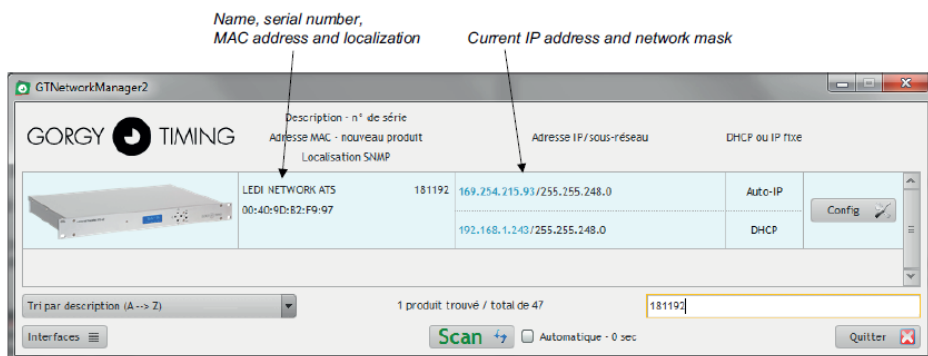 Name, serial number,
MAC address and localization
Current IP address and network mask
GTNetworkManager2
GORGY TIMING
Description - n° de série
Adresse MAC - nouveau produit
Localisation SNMP
Adresse IP/sous-réseau
DHCP ou IP fixe
LEDI NETWORK ATS 181192
00:40:9D:B2:F9:97
169.254.215.93/255.255.248.0
Auto-IP
192.168.1.243/255.255.248.0
DHCP
Config
Tri par description (A --> Z)
1 produit trouvé / total de 47
181192
Interfaces
Scan
Automatique - 0 sec
Quitter